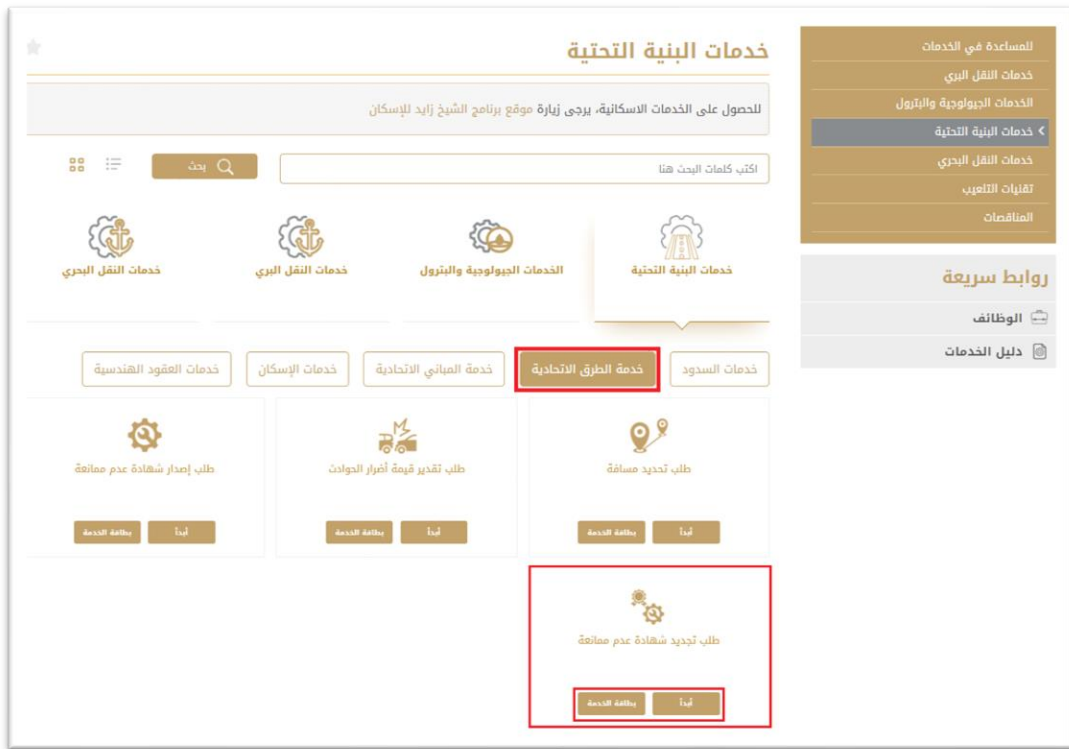 للمساعدة في الخدمات
خدمات النقل البري
الخدمات الجيولوجية والبترول
خدمات البنية التحتية
خدمات النقل البحري
تقنيات التلعيب
المناقصات
روابط سريعة
الوظائف
دليل الخدمات
خدمات البنية التحتية
للحصول على الخدمات الاسكانية، يرجى زيارة موقع برنامج الشيخ زايد للإسكان
اكتب كلمات البحث هنا
بحث
خدمات البنية التحتية
الخدمات الجيولوجية والبترول
خدمات النقل البري
خدمات النقل البحري
خدمات السدود
خدمة الطرق الاتحادية
خدمة المباني الاتحادية
خدمات الإسكان
خدمات العقود الهندسية
طلب تحديد مسافة
أبدأ
بطاقة الخدمة
طلب تقدير قيمة أضرار الحوادث
أبدأ
بطاقة الخدمة
طلب إصدار شهادة عدم ممانعة
أبدأ
بطاقة الخدمة
طلب تجديد شهادة عدم ممانعة
أبدأ
بطاقة الخدمة